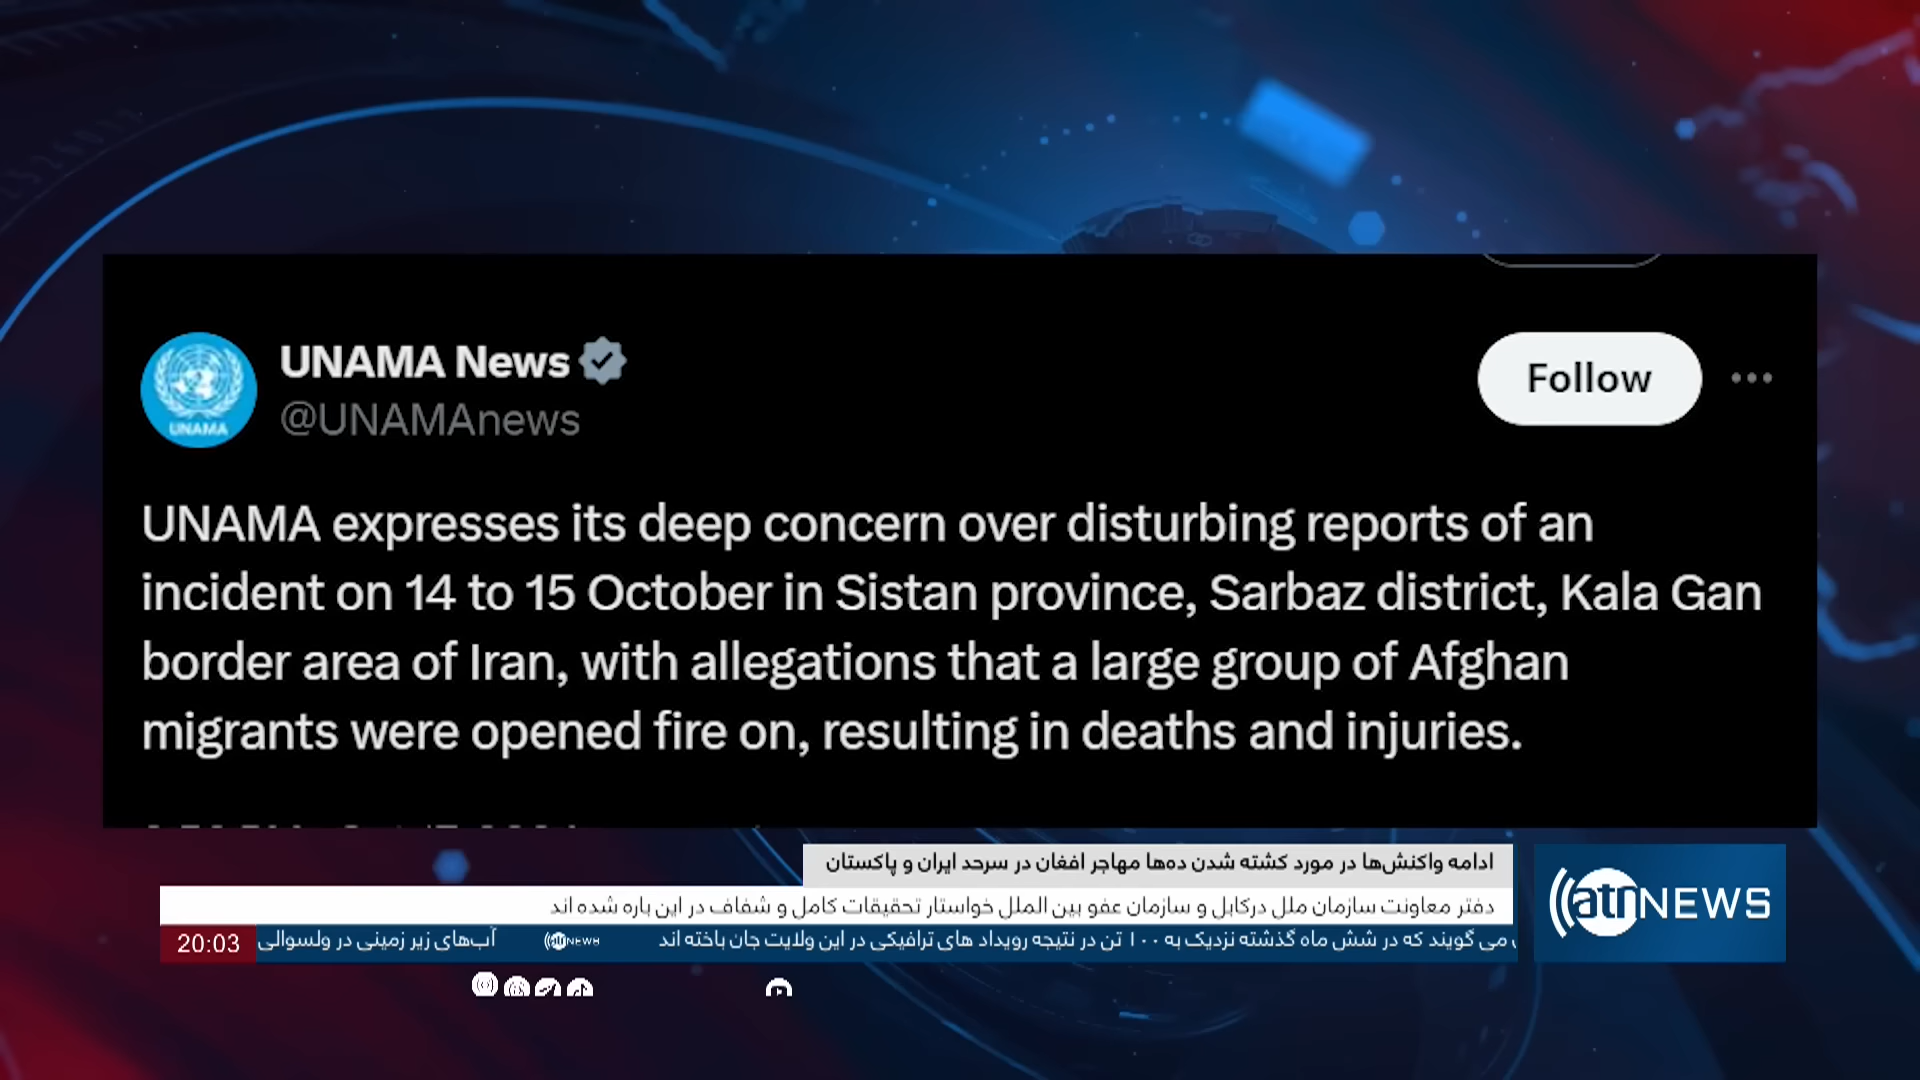 UNAMA
UNAMA News
@UNAMAnews
Follow
UNAMA expresses its deep concern over disturbing reports of an
incident on 14 to 15 October in Sistan province, Sarbaz district, Kala Gan
border area of Iran, with allegations that a large group of Afghan
migrants were opened fire on, resulting in deaths and injuries.
ادامه واکنش‌ها در مورد کشته شدن ده‌ها مهاجر افغان در سرحد ایران و پاکستان
دفتر معاونت سازمان ملل درکابل و سازمان عفو بین الملل خواستار تحقیقات کامل و شفاف در این باره شده اند
atn NEWS
می گویند که در شش ماه گذشته نزدیک به ۱۰۰ تن در نتیجه رویداد های ترافیکی در این ولایت جان باخته اند atn NEWS آب‌های زیر زمینی در ولسوالی
20:03